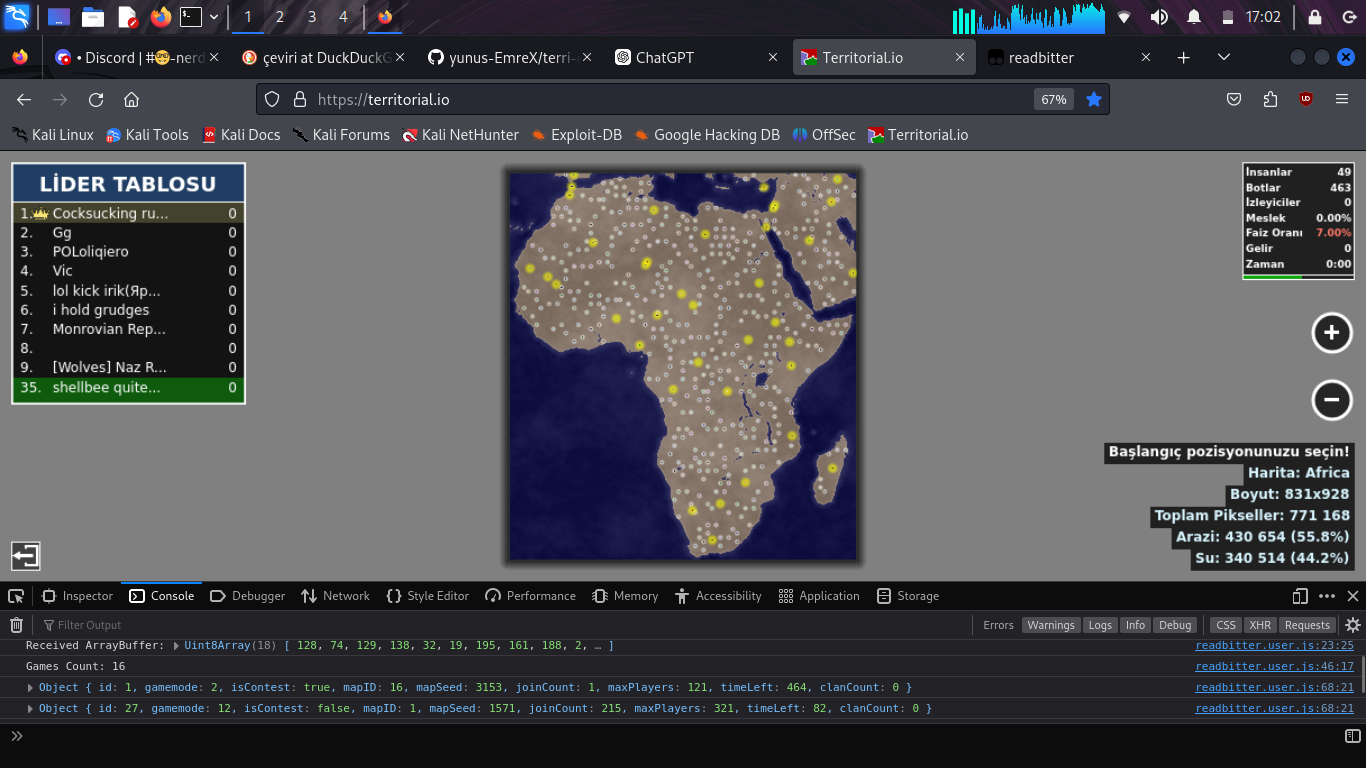 1 2 3 4 17:02
• Discord | #🤓-nerd çeviri at DuckDuckG yunus-EmreX/terri- ChatGPT Territorial.io readbitter
https://territorial.io 67%
Kali Linux Kali Tools Kali Docs Kali Forums Kali NetHunter Exploit-DB Google Hacking DB OffSec Territorial.io
LİDER TABLOSU
1. Cocksucking ru... 0
2. Gg 0
3. POLoliqiero 0
4. Vic 0
5. lol kick irik(Яр... 0
6. i hold grudges 0
7. Monrovian Rep... 0
8. 0
9. [Wolves] Naz R... 0
35. shellbee quite... 0
İnsanlar 49
Botlar 463
İzleyiciler 0
Meslek 0.00%
Faiz Oranı 7.00%
Gelir 0
Zaman 0:00
+
−
Başlangıç pozisyonunuzu seçin!
Harita: Africa
Boyut: 831x928
Toplam Pikseller: 771 168
Arazi: 430 654 (55.8%)
Su: 340 514 (44.2%)
Inspector Console Debugger Network Style Editor Performance Memory Accessibility Application Storage
Filter Output Errors Warnings Logs Info Debug CSS XHR Requests
Received ArrayBuffer: Uint8Array(18) [ 128, 74, 129, 138, 32, 19, 195, 161, 188, 2, … ] readbitter.user.js:23:25
Games Count: 16 readbitter.user.js:46:17
Object { id: 1, gamemode: 2, isContest: true, mapID: 16, mapSeed: 3153, joinCount: 1, maxPlayers: 121, timeLeft: 464, clanCount: 0 } readbitter.user.js:68:21
Object { id: 27, gamemode: 12, isContest: false, mapID: 1, mapSeed: 1571, joinCount: 215, maxPlayers: 321, timeLeft: 82, clanCount: 0 } readbitter.user.js:68:21